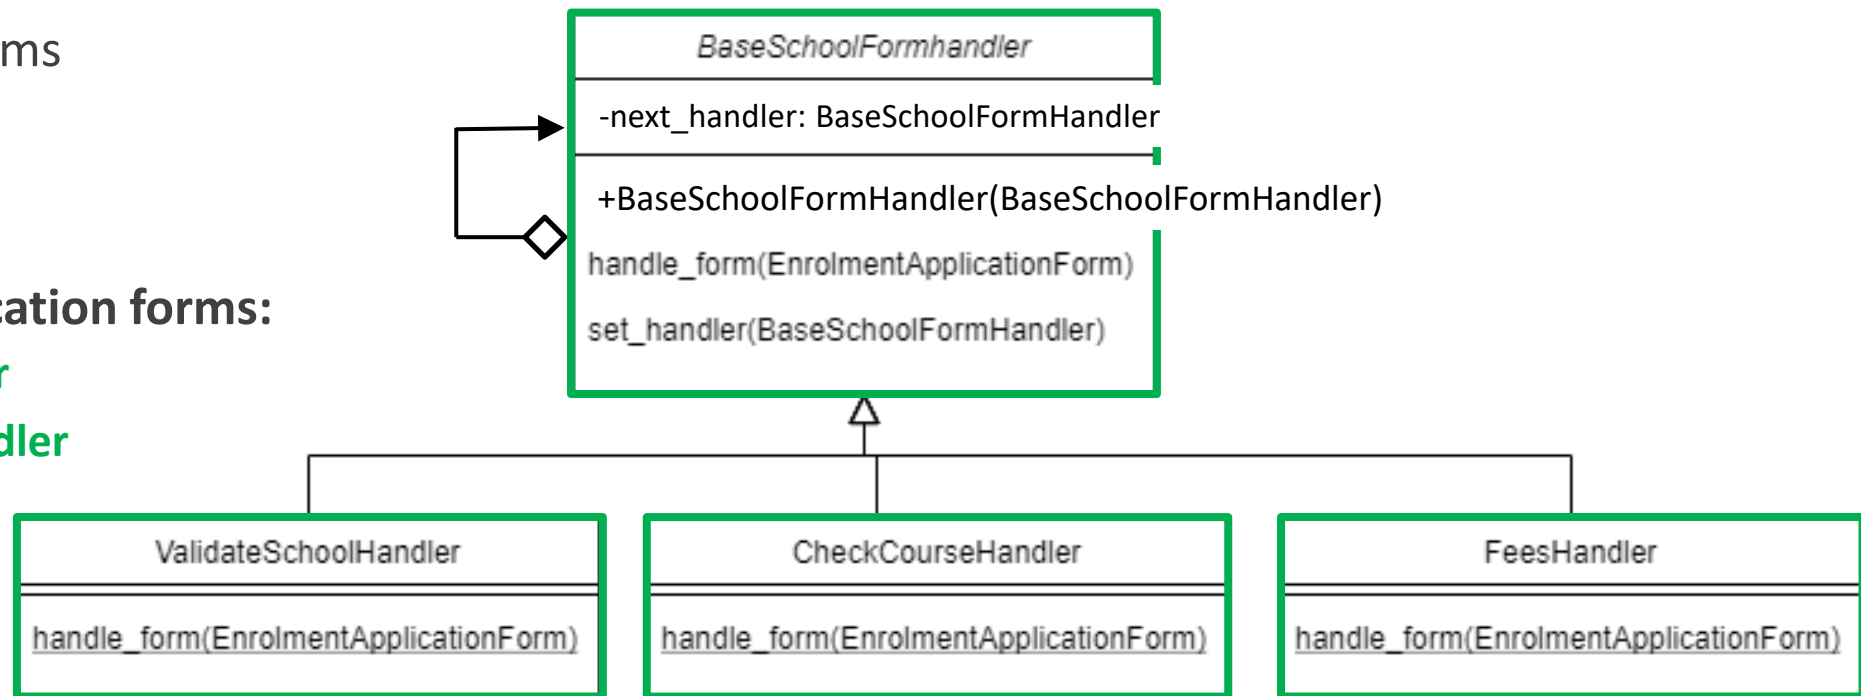 ms
cation forms:
r
dler
BaseSchoolFormhandler
-next_handler: BaseSchoolFormHandler
+BaseSchoolFormHandler(BaseSchoolFormHandler)
handle_form(EnrolmentApplicationForm)
set_handler(BaseSchoolFormHandler)
ValidateSchoolHandler
handle_form(EnrolmentApplicationForm)
CheckCourseHandler
handle_form(EnrolmentApplicationForm)
FeesHandler
handle_form(EnrolmentApplicationForm)